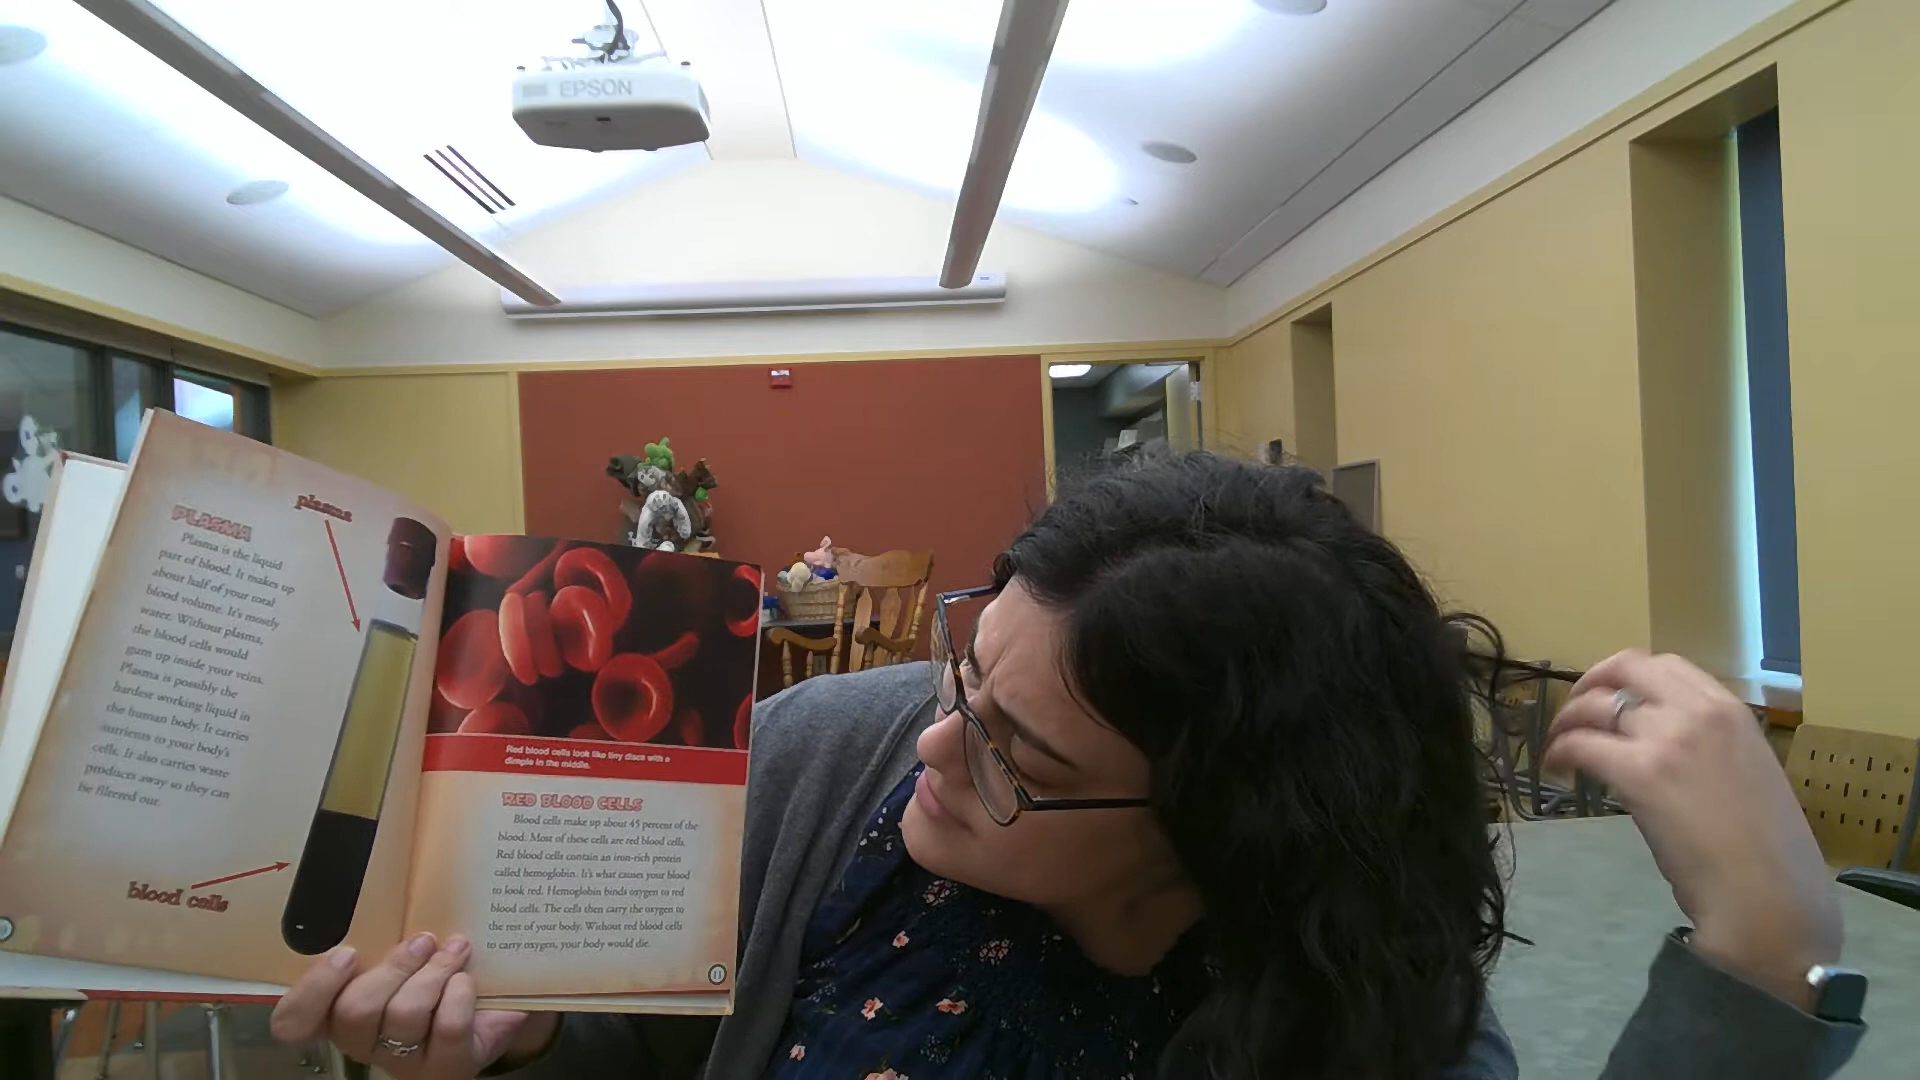 EPSON
plasma
PLASMA
Plasma is the liquid
part of blood. It makes up
about half of your total
blood volume. It's mostly
water. Without plasma,
the blood cells would
gum up inside your veins.
Plasma is possibly the
hardest working liquid in
the human body. It carries
nutrients to your body's
cells. It also carries waste
products away so they can
be filtered out.
blood cells
Red blood cells look like tiny discs with a
dimple in the middle.
RED BLOOD CELLS
Blood cells make up about 45 percent of the
blood. Most of these cells are red blood cells.
Red blood cells contain an iron-rich protein
called hemoglobin. It's what causes your blood
to look red. Hemoglobin binds oxygen to red
blood cells. The cells then carry the oxygen to
the rest of your body. Without red blood cells
to carry oxygen, your body would die.
11